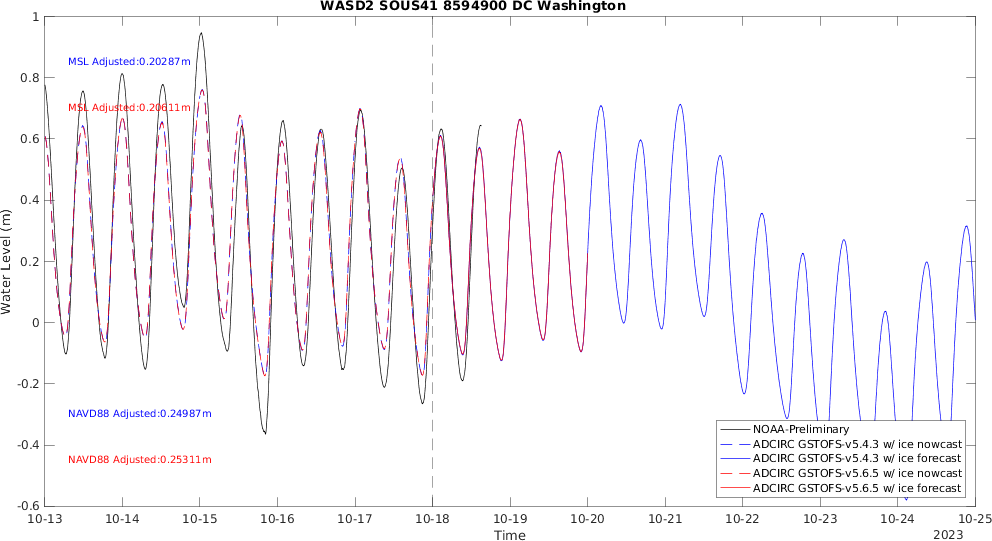 WASD2 SOUS41 8594900 DC Washington
1
0.8
0.6
0.4
0.2
0
-0.2
-0.4
-0.6
Water Level (m)
MSL Adjusted:0.20287m
MSL Adjusted:0.20611m
NAVD88 Adjusted:0.24987m
NAVD88 Adjusted:0.25311m
NOAA-Preliminary
ADCIRC GSTOFS-v5.4.3 w/ ice nowcast
ADCIRC GSTOFS-v5.4.3 w/ ice forecast
ADCIRC GSTOFS-v5.6.5 w/ ice nowcast
ADCIRC GSTOFS-v5.6.5 w/ ice forecast
10-13 10-14 10-15 10-16 10-17 10-18 10-19 10-20 10-21 10-22 10-23 10-24 10-25
Time
2023